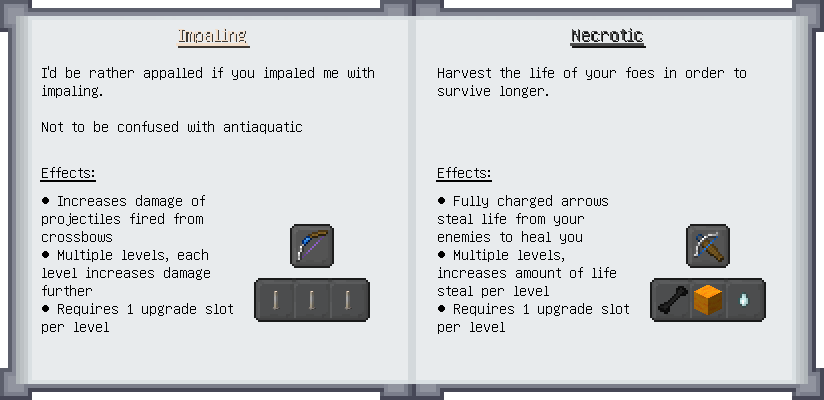 Impaling
I'd be rather appalled if you impaled me with
impaling.
Not to be confused with antiaquatic
Effects:
● Increases damage of
projectiles fired from
crossbows
● Multiple levels, each
level increases damage
further
● Requires 1 upgrade slot
per level
Necrotic
Harvest the life of your foes in order to
survive longer.
Effects:
● Fully charged arrows
steal life from your
enemies to heal you
● Multiple levels,
increases amount of life
steal per level
● Requires 1 upgrade slot
per level